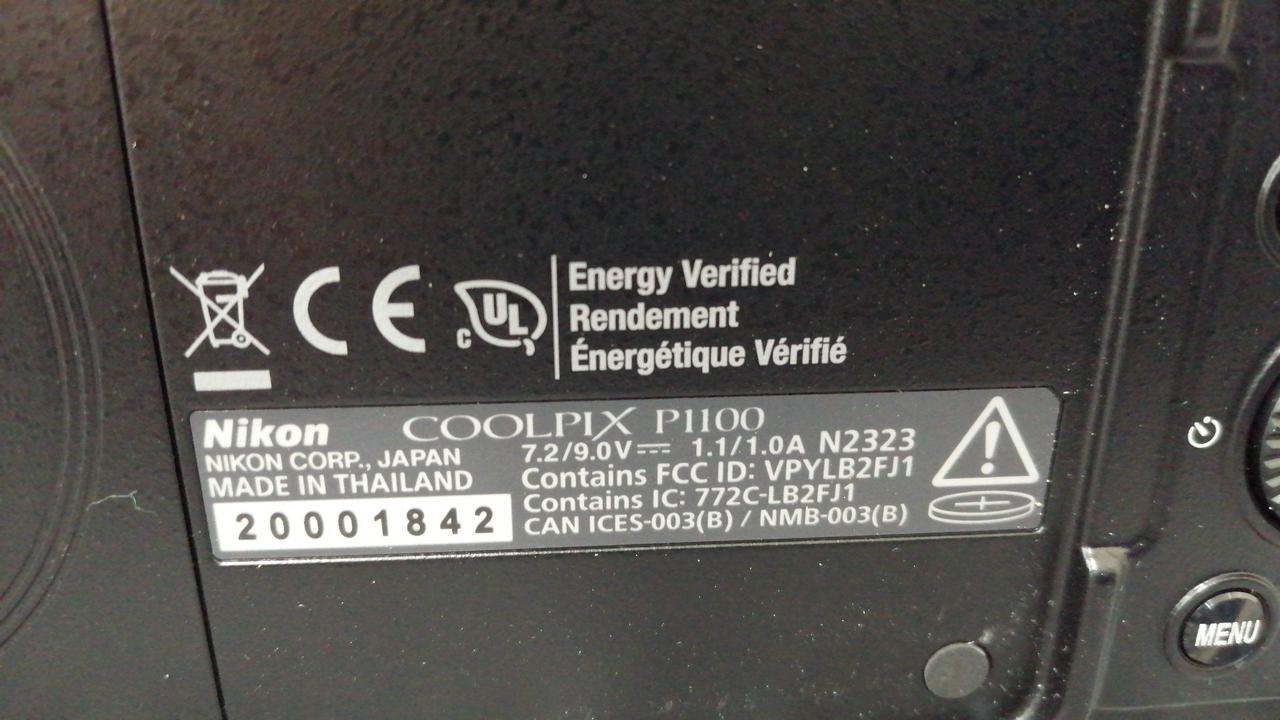 CE
c UL
Energy Verified
Rendement
Énergétique Vérifié
Nikon COOLPIX P1100
NIKON CORP., JAPAN
MADE IN THAILAND
20001842
7.2/9.0V⎓ 1.1/1.0A N2323
Contains FCC ID: VPYLB2FJ1
Contains IC: 772C-LB2FJ1
CAN ICES-003(B) / NMB-003(B)
MENU